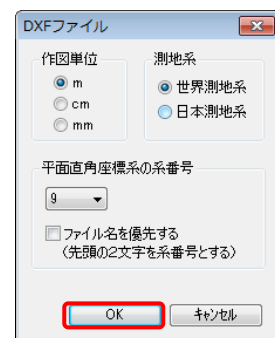 DXFファイル
作図単位
m
cm
mm
測地系
世界測地系
日本測地系
平面直角座標系の系番号
9
ファイル名を優先する
(先頭の2文字を系番号とする)
OK
キャンセル